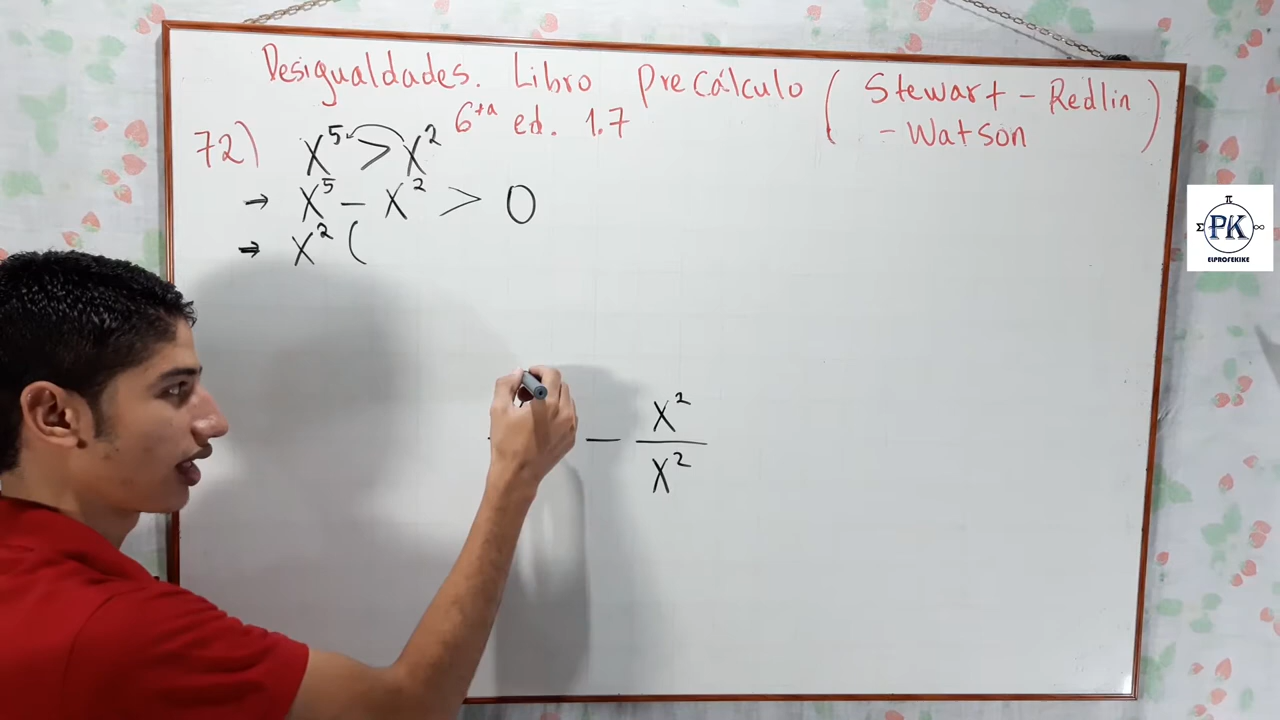 Desigualdades. Libro Precálculo (Stewart - Redlin - Watson)
6ta ed. 1.7
72) X⁵ > X²
⇒ X⁵ - X² > 0
⇒ X² (
- X²
X²
π
Σ PK ∞
ELPROFEKIKE